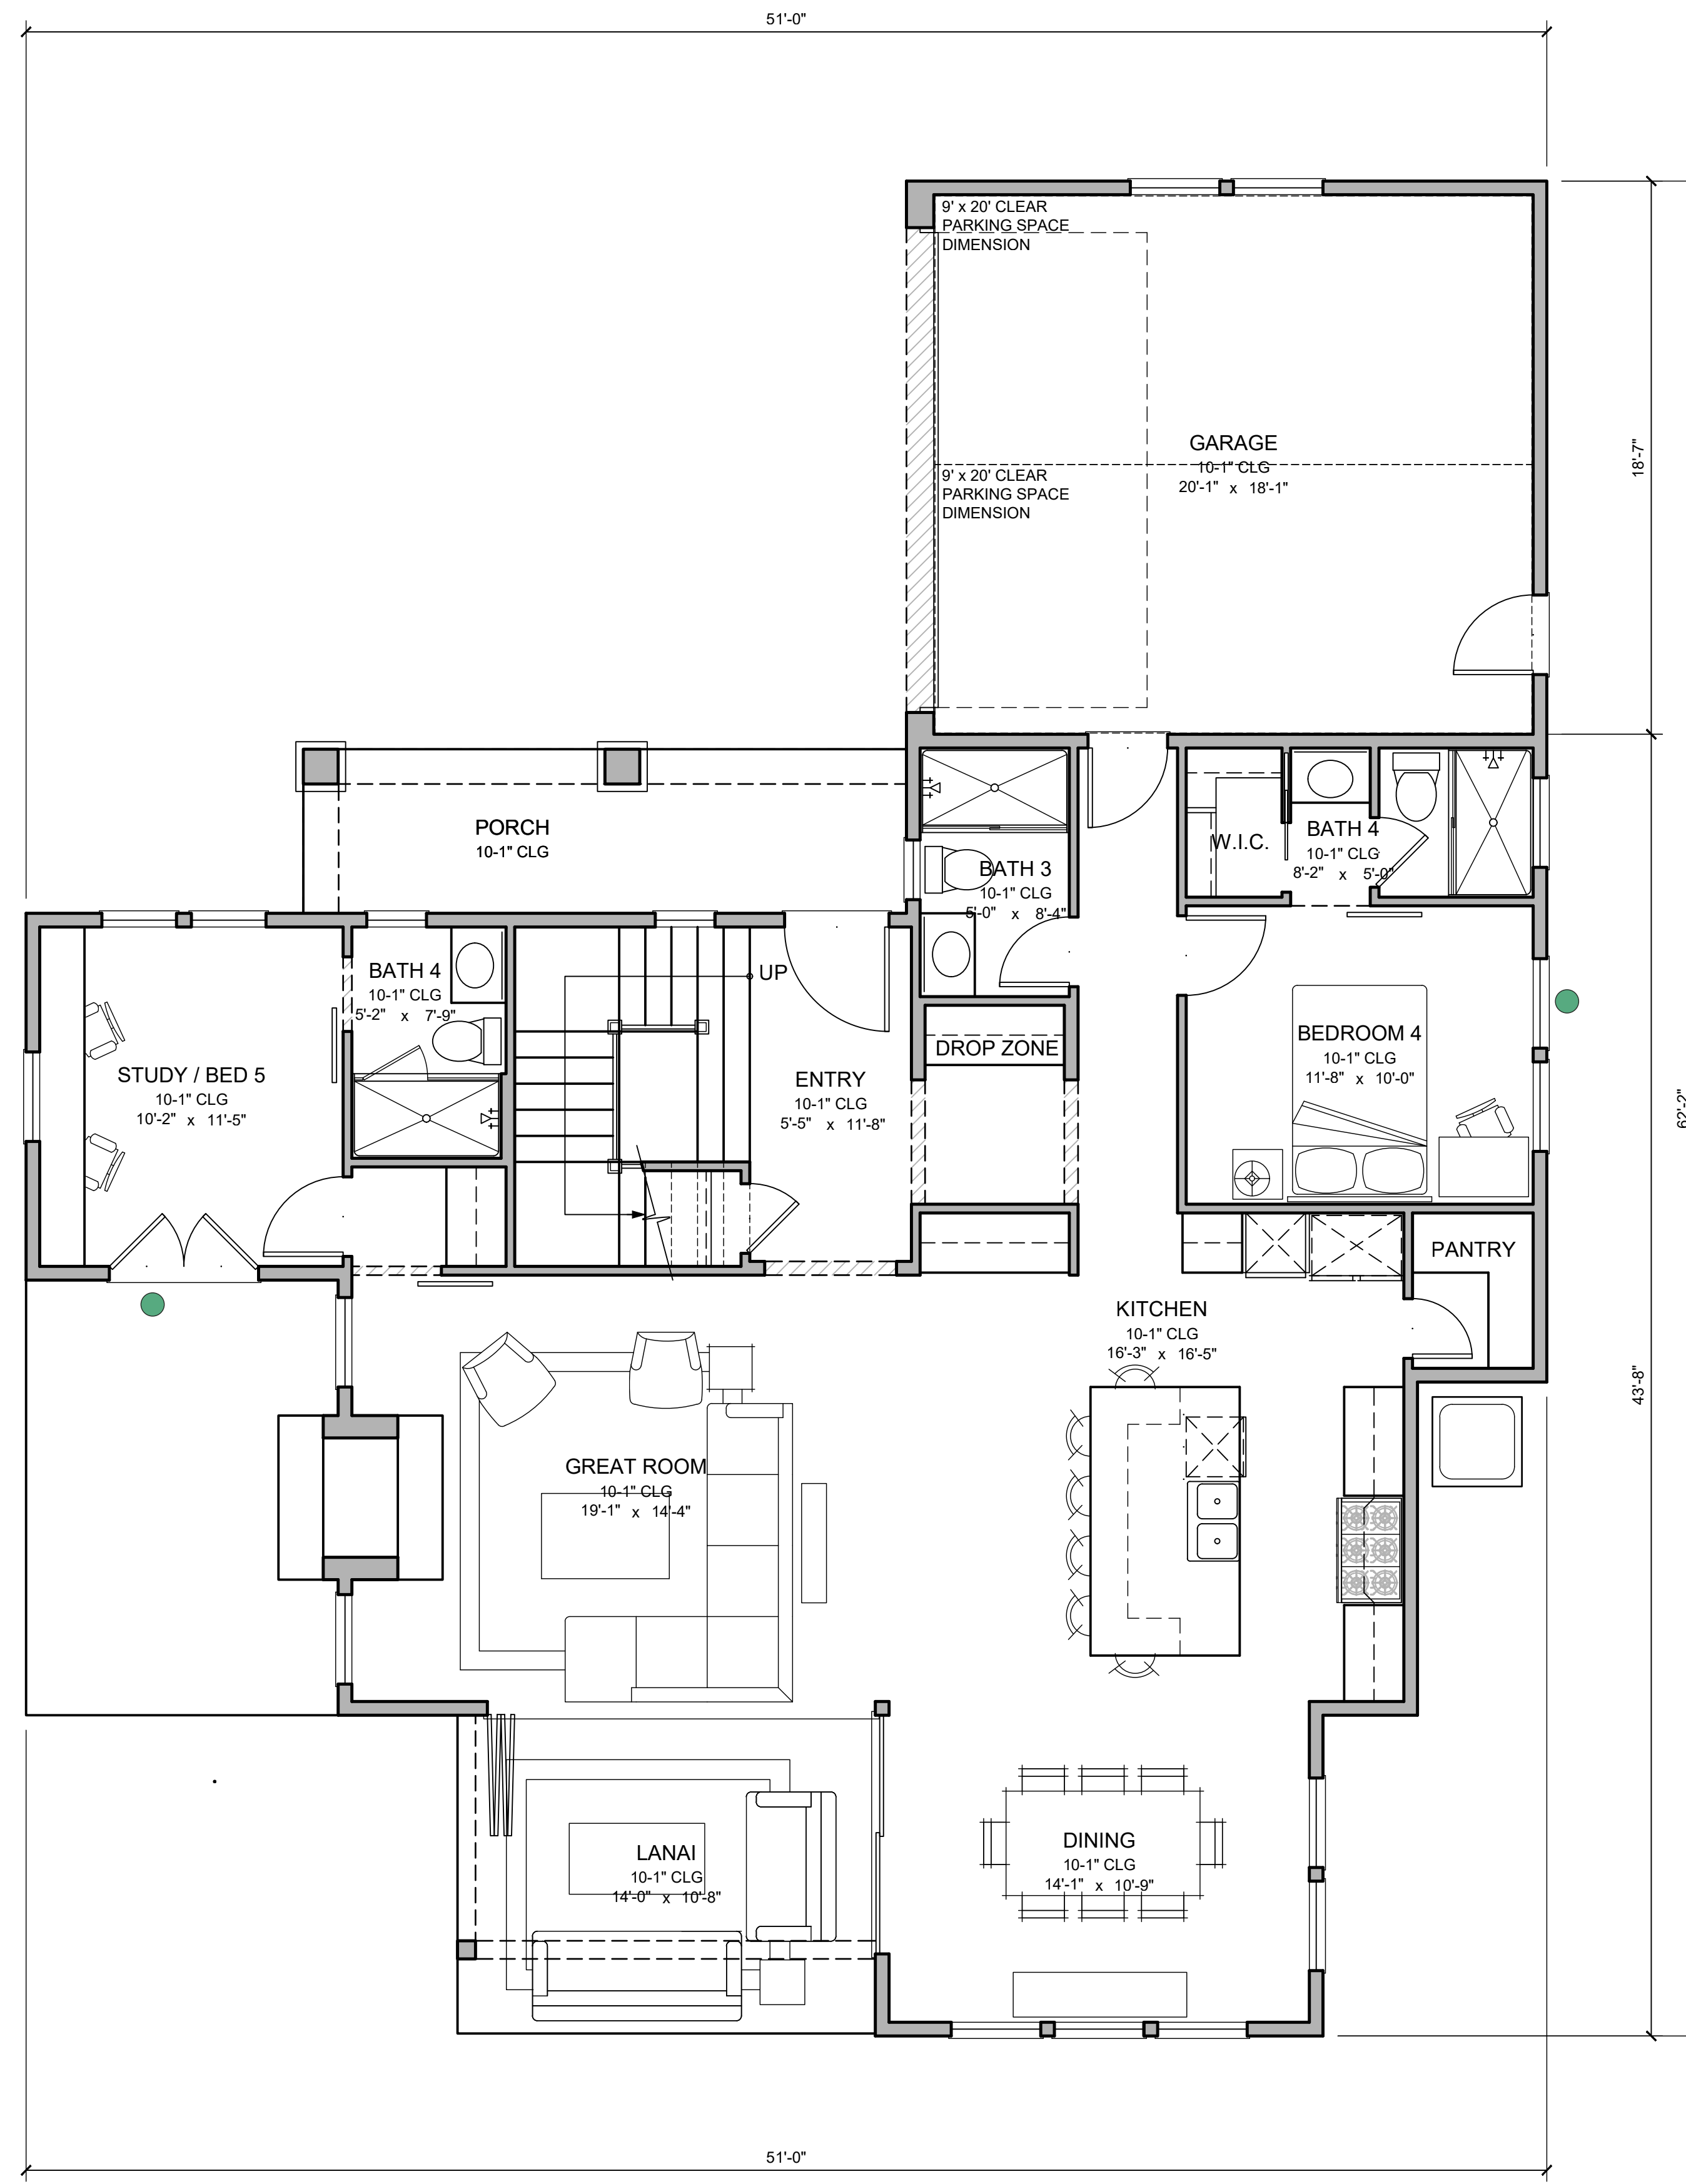 51'-0"
9' x 20' CLEAR
PARKING SPACE
DIMENSION
18'-7"
GARAGE
10-1" CLG
20'-1" x 18'-1"
9' x 20' CLEAR
PARKING SPACE
DIMENSION
PORCH
10-1" CLG
W.I.C.
BATH 4
10-1" CLG
8'-2" x 5'-0"
BATH 3
10-1" CLG
5'-0" x 8'-4"
BATH 4
10-1" CLG
5'-2" x 7'-9"
UP
DROP ZONE
BEDROOM 4
10-1" CLG
11'-8" x 10'-0"
STUDY / BED 5
10-1" CLG
10'-2" x 11'-5"
ENTRY
10-1" CLG
5'-5" x 11'-8"
62'-2"
PANTRY
KITCHEN
10-1" CLG
16'-3" x 16'-5"
43'-8"
GREAT ROOM
10-1" CLG
19'-1" x 14'-4"
LANAI
10-1" CLG
14'-0" x 10'-8"
DINING
10-1" CLG
14'-1" x 10'-9"
51'-0"